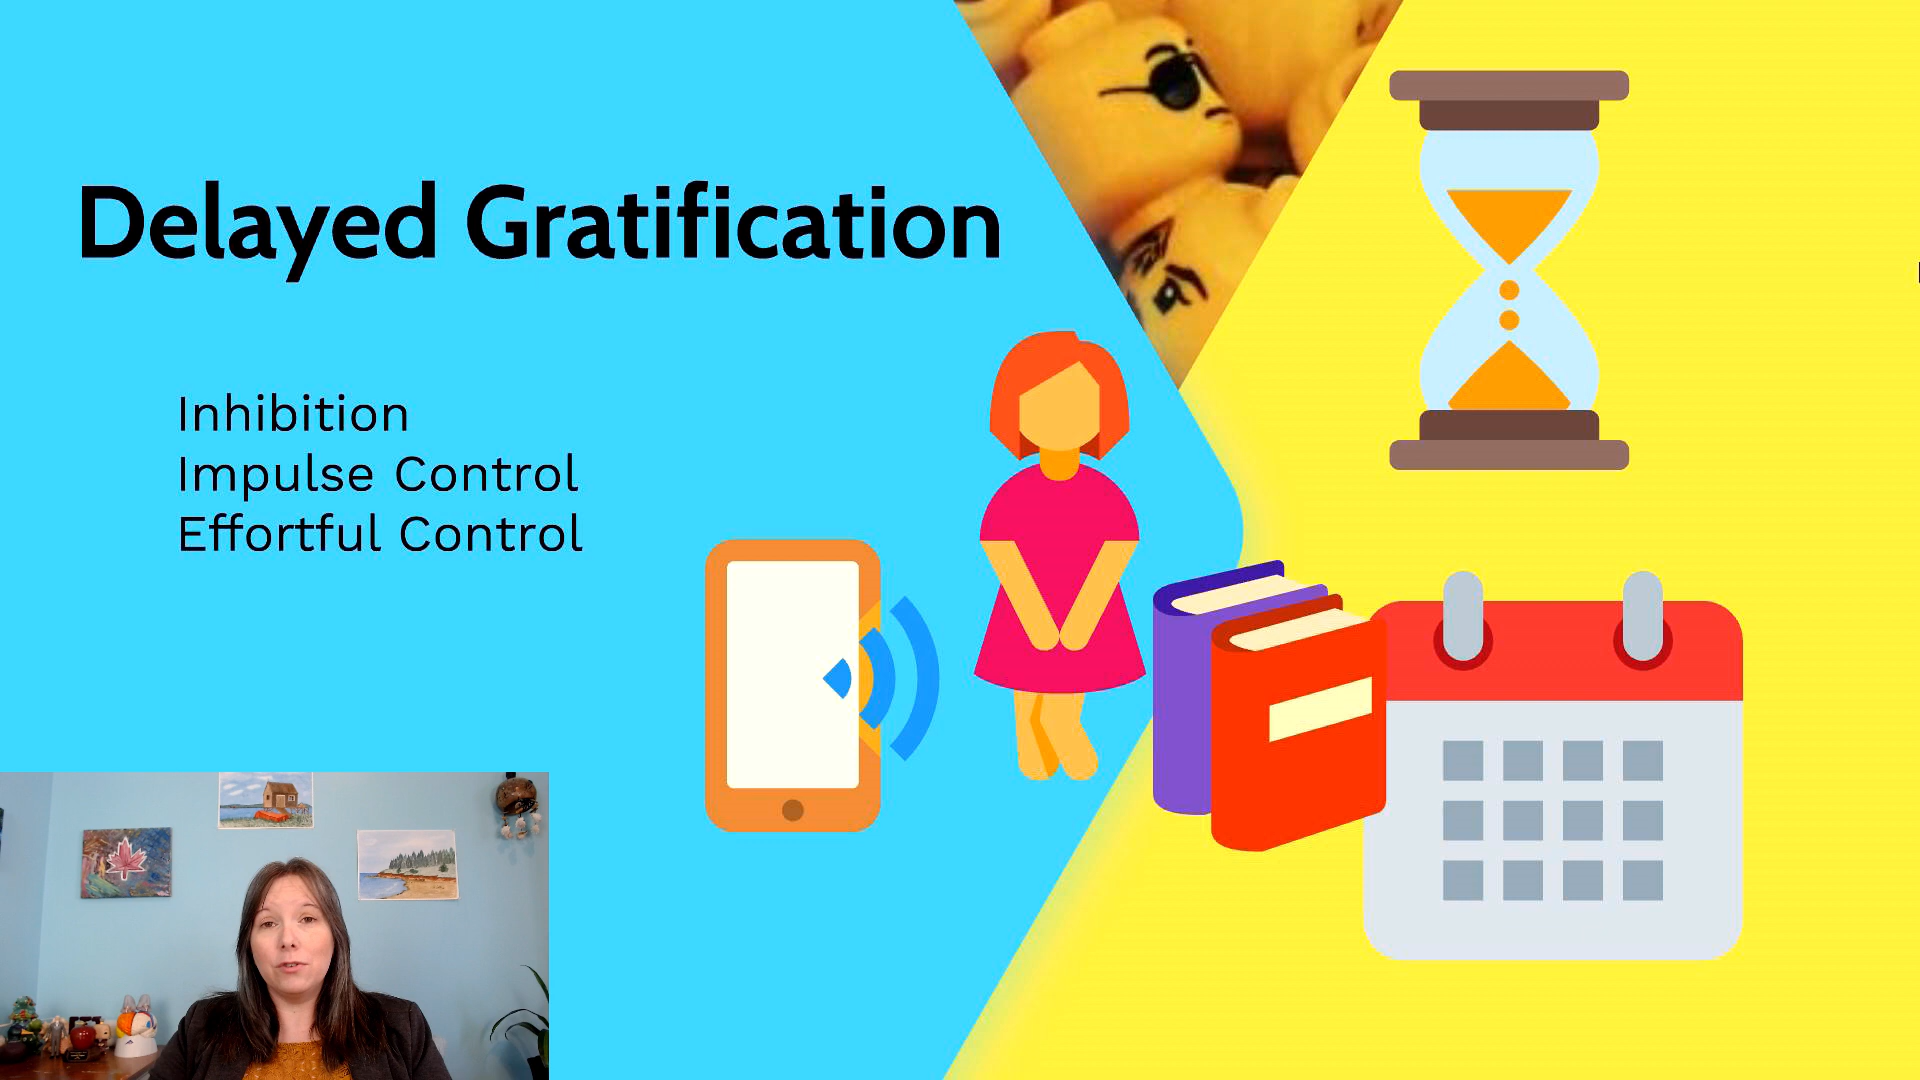 Delayed Gratification
Inhibition
Impulse Control
Effortful Control